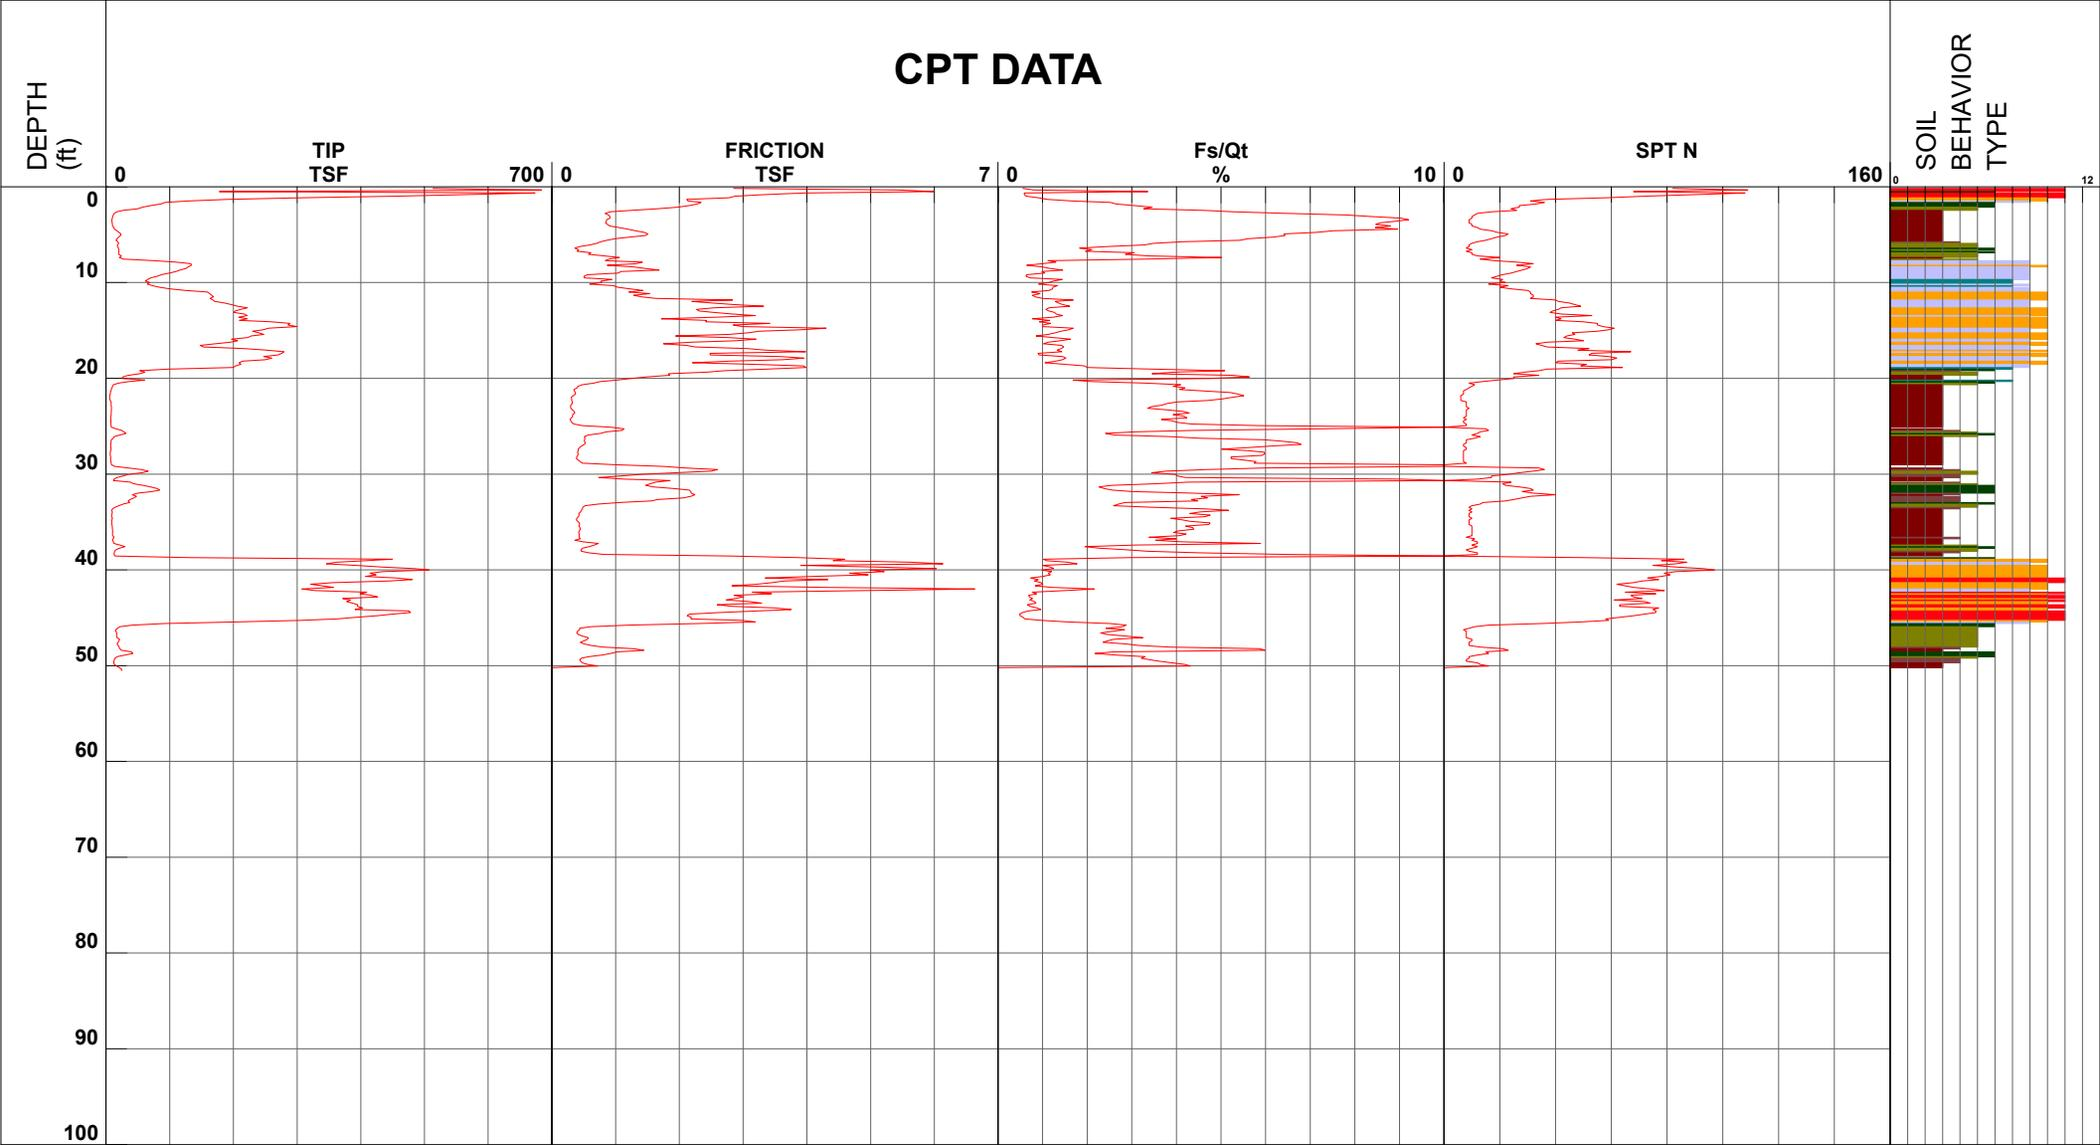 CPT DATA
DEPTH
(ft)
TIP
TSF
0
700
FRICTION
TSF
0
7
Fs/Qt
%
0
10
SPT N
0
160
SOIL
BEHAVIOR
TYPE
0
12
0
10
20
30
40
50
60
70
80
90
100